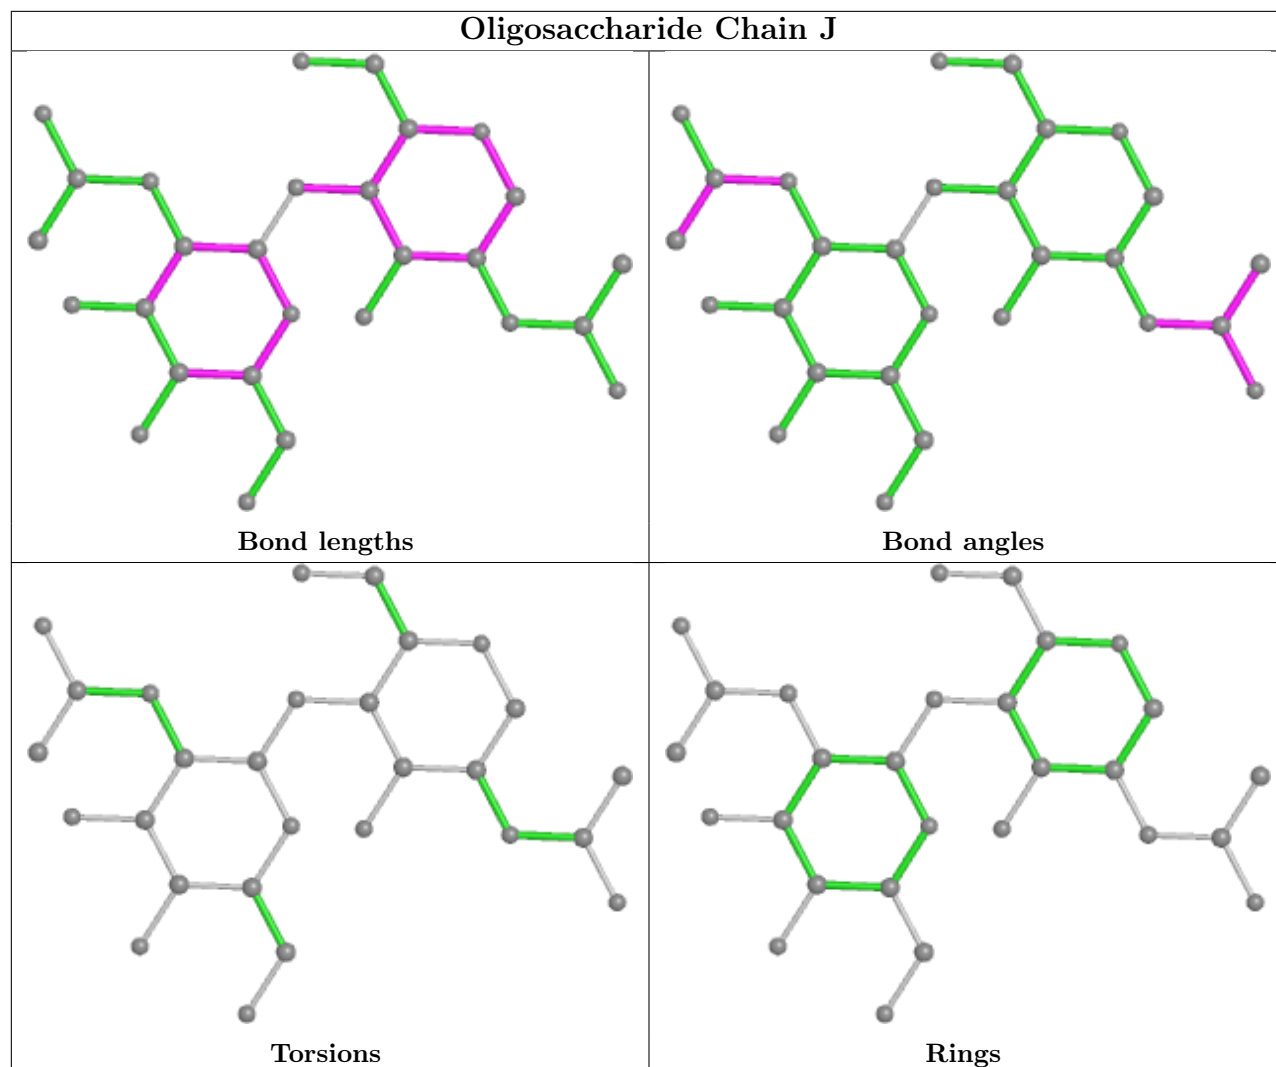 Oligosaccharide Chain J
Bond lengths
Bond angles
Torsions
Rings